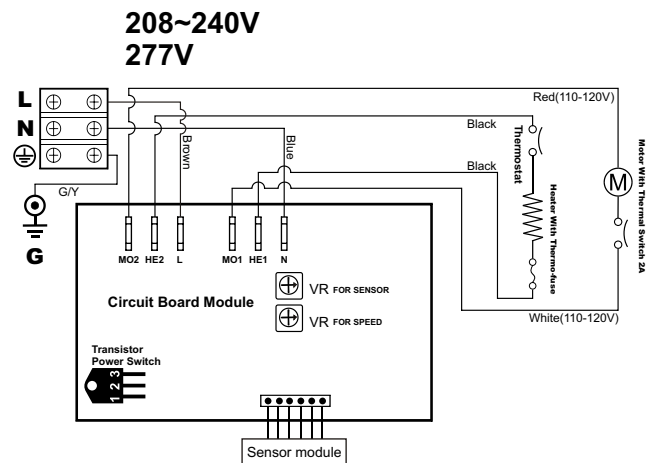 208~240V
277V
L
N
G/Y
G
Brown
Blue
Red(110-120V)
Black
Black
Thermostat
Heater With Thermo-fuse
M
Motor With Thermal Switch 2A
White(110-120V)
MO2 HE2 L MO1 HE1 N
Circuit Board Module
VR FOR SENSOR
VR FOR SPEED
Transistor
Power Switch
1 2 3
Sensor module